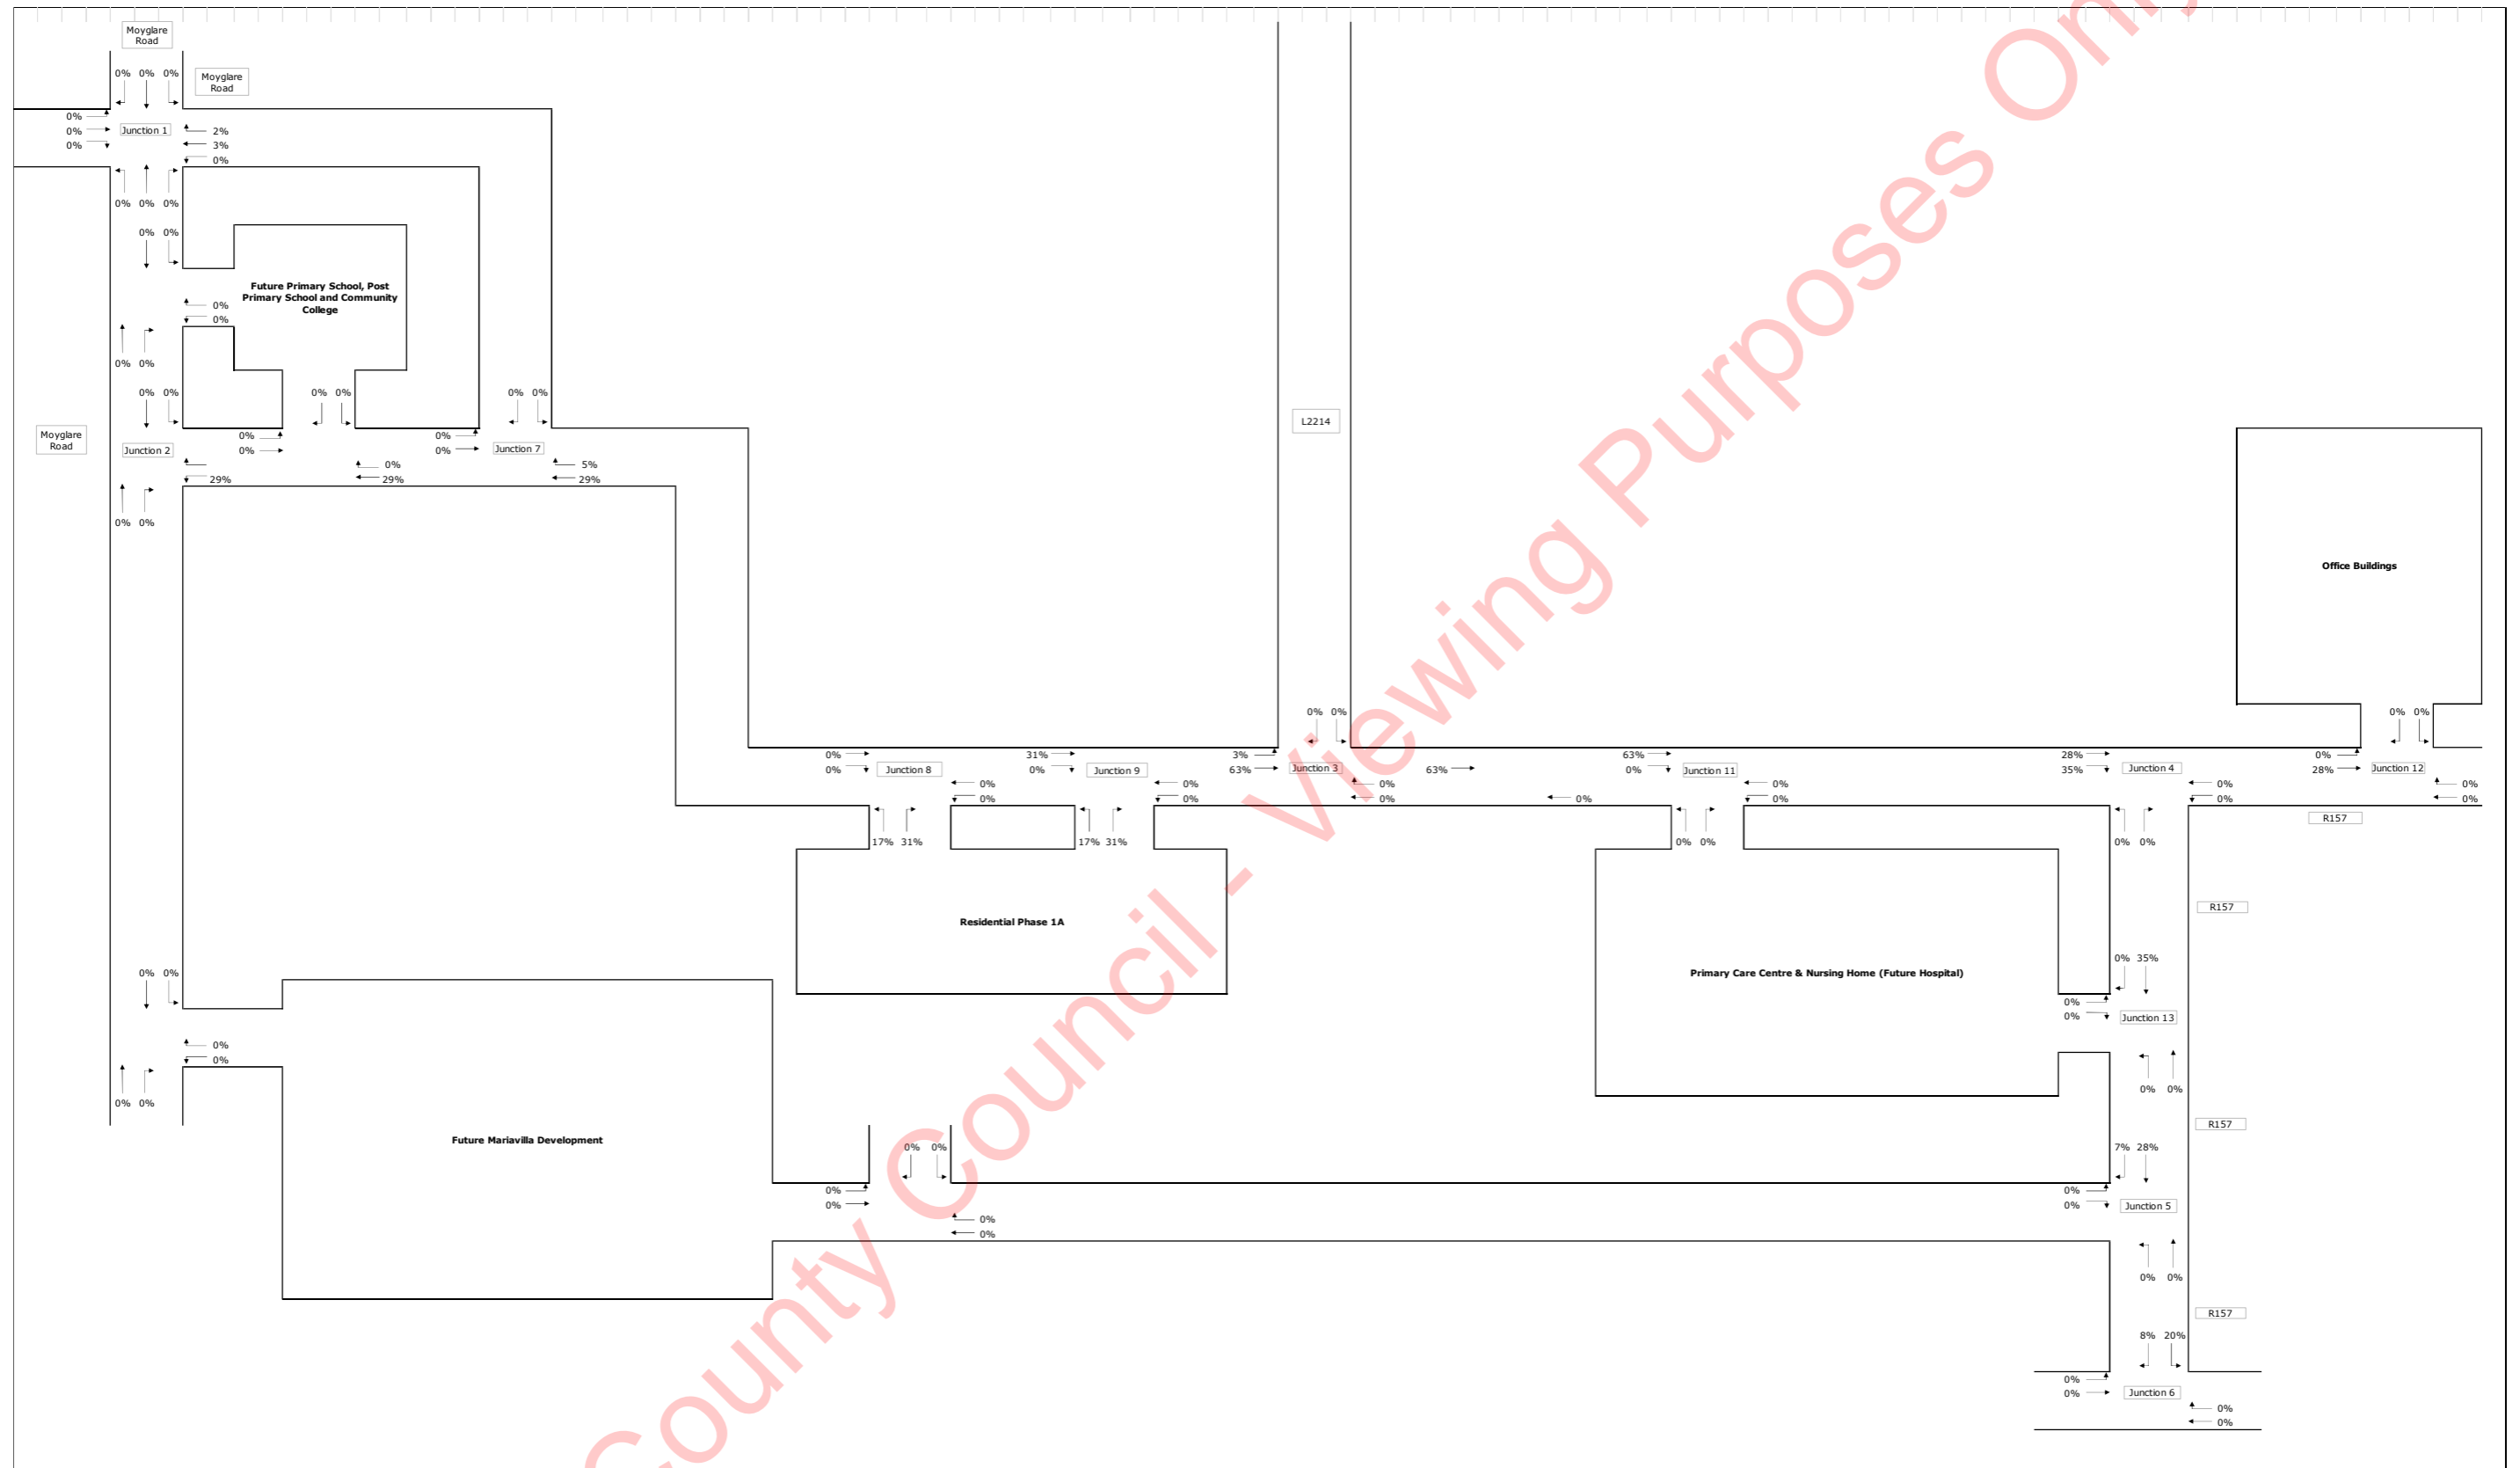 Moyglare
Road
0% 0% 0%
Moyglare
Road
0%
0%
0%
Junction 1
2%
3%
0%
0% 0% 0%
0% 0%
Future Primary School, Post
Primary School and Community
College
0%
0%
0% 0%
0% 0%
0% 0%
0% 0%
Moyglare
Road
Junction 2
0%
0%
0%
0%
Junction 7
29%
0%
29%
5%
29%
0% 0%
L2214
Office Buildings
0% 0%
0% 0%
0%
0%
Junction 8
31%
0%
Junction 9
3%
63%
Junction 3
63%
63%
0%
Junction 11
28%
35%
Junction 4
0%
28%
Junction 12
0%
0%
0%
0%
0%
0%
0%
0%
0%
0%
0%
0%
0%
R157
17% 31%
17% 31%
0% 0%
0% 0%
Residential Phase 1A
R157
Primary Care Centre & Nursing Home (Future Hospital)
0% 35%
0%
0%
Junction 13
0% 0%
0% 0%
0%
0%
0% 0%
Future Mariavilla Development
R157
0% 0%
7% 28%
0%
0%
0%
0%
0%
0%
Junction 5
0% 0%
R157
8% 20%
0%
0%
Junction 6
0%
0%
County Council - Viewing Purposes Only